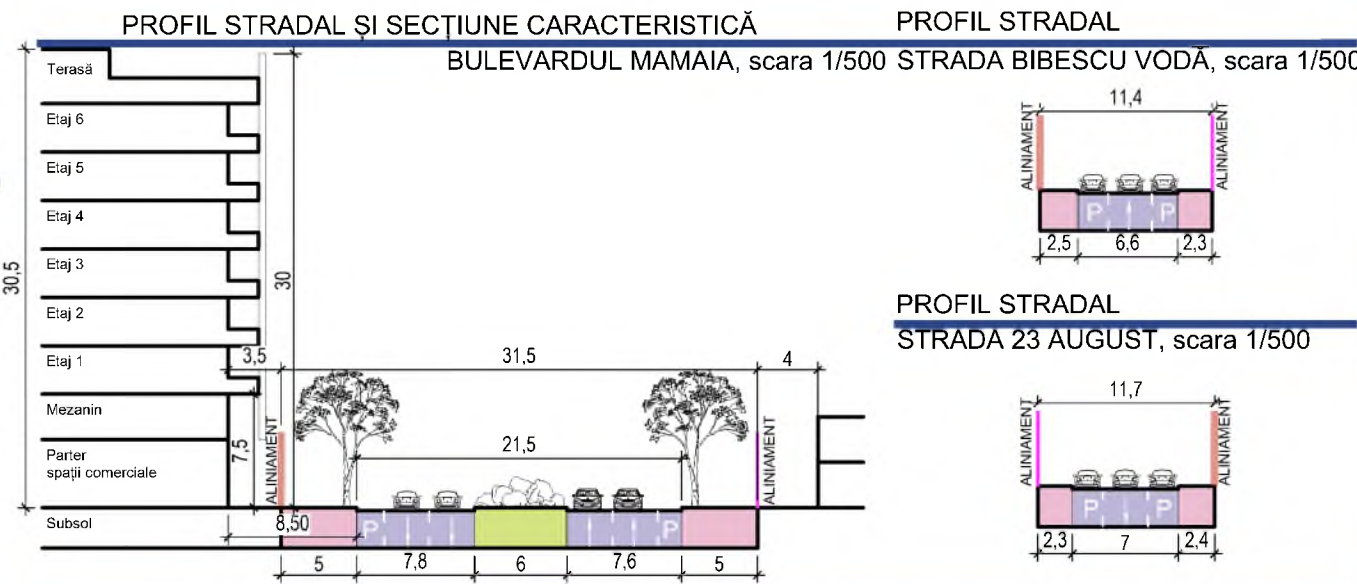 PROFIL STRADAL ȘI SECȚIUNE CARACTERISTICĂ
BULEVARDUL MAMAIA, scara 1/500
Terasă
Etaj 6
Etaj 5
Etaj 4
Etaj 3
Etaj 2
Etaj 1
Mezanin
Parter
spații comerciale
Subsol
30,5
30
3,5
31,5
4
7,5
21,5
ALINIAMENT
ALINIAMENT
8,50
P
P
5
7,8
6
7,6
5
PROFIL STRADAL
STRADA BIBESCU VODĂ, scara 1/500
11,4
ALINIAMENT
ALINIAMENT
P
P
2,5
6,6
2,3
PROFIL STRADAL
STRADA 23 AUGUST, scara 1/500
11,7
ALINIAMENT
ALINIAMENT
P
P
2,3
7
2,4